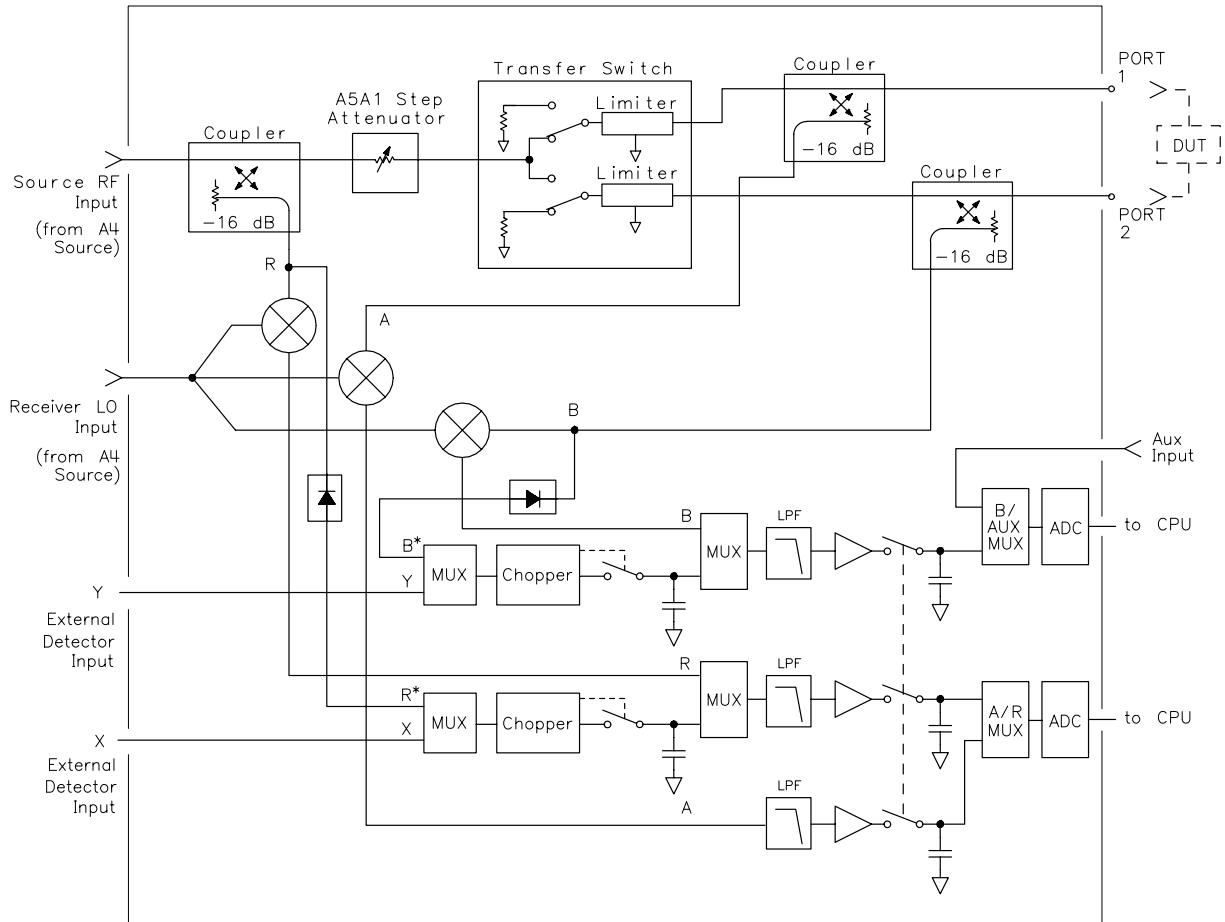 PORT
1
Transfer Switch
Coupler
A5A1 Step
Attenuator
Limiter
Coupler
-16 dB
DUT
Source RF
Input
(from A4
Source)
-16 dB
Limiter
Coupler
PORT
2
-16 dB
R
A
Receiver LO
Input
(from A4
Source)
B
Aux
Input
B
MUX
LPF
B/
AUX
MUX
ADC
to CPU
B*
Y
MUX
Chopper
Y
External
Detector
Input
R
MUX
LPF
A/R
MUX
ADC
to CPU
R*
X
MUX
Chopper
X
External
Detector
Input
A
LPF